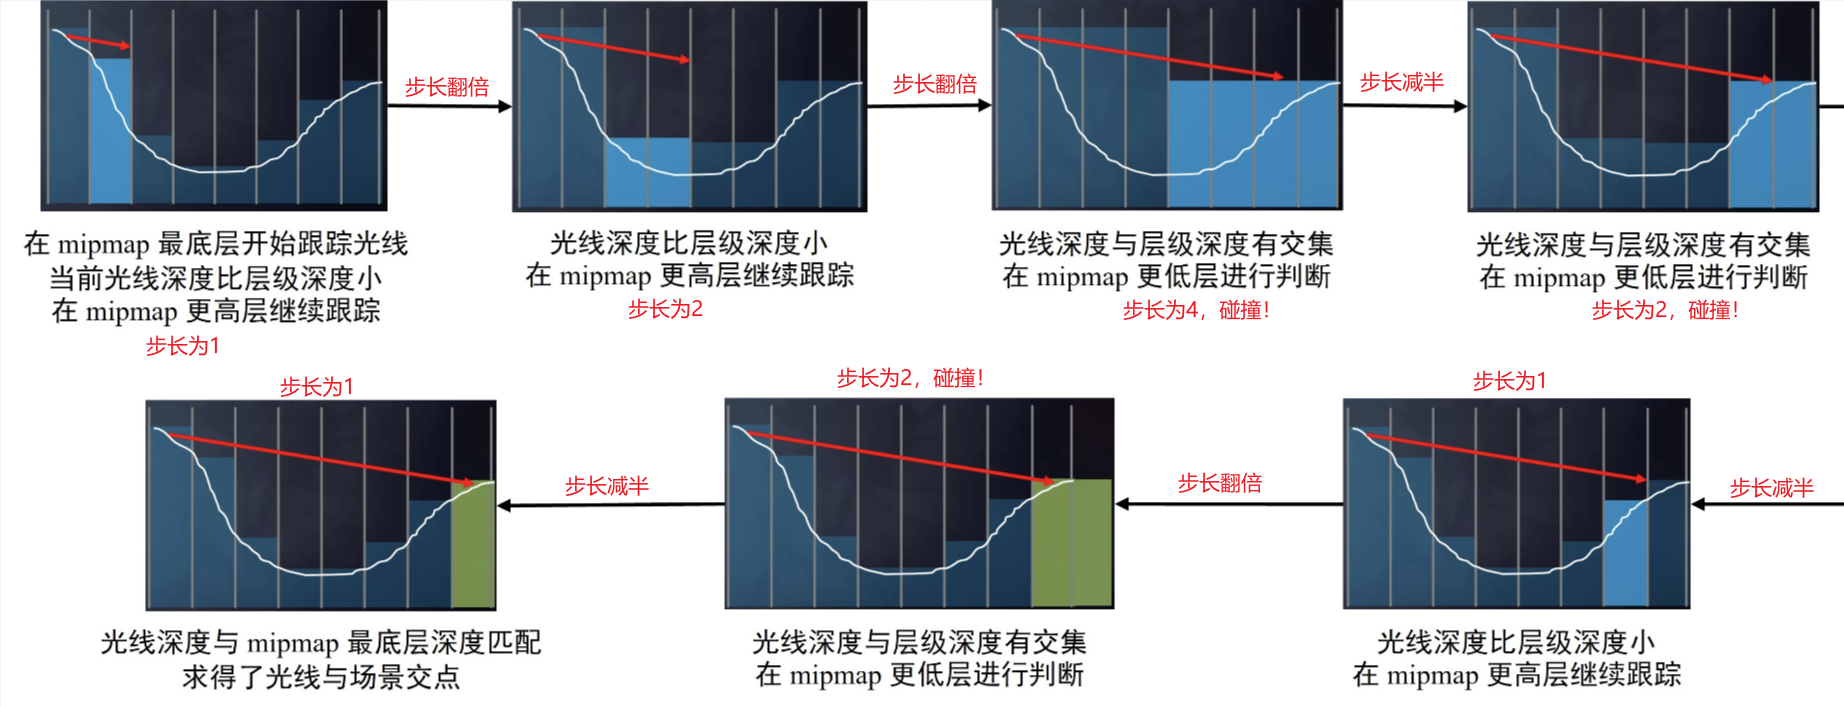 步长翻倍
步长翻倍
步长减半
在 mipmap 最底层开始跟踪光线
当前光线深度比层级深度小
在 mipmap 更高层继续跟踪
步长为1
光线深度比层级深度小
在 mipmap 更高层继续跟踪
步长为2
光线深度与层级深度有交集
在 mipmap 更低层进行判断
步长为4，碰撞！
光线深度与层级深度有交集
在 mipmap 更低层进行判断
步长为2，碰撞！
步长为1
步长为2，碰撞！
步长为1
步长减半
步长翻倍
步长减半
光线深度与 mipmap 最底层深度匹配
求得了光线与场景交点
光线深度与层级深度有交集
在 mipmap 更低层进行判断
光线深度比层级深度小
在 mipmap 更高层继续跟踪